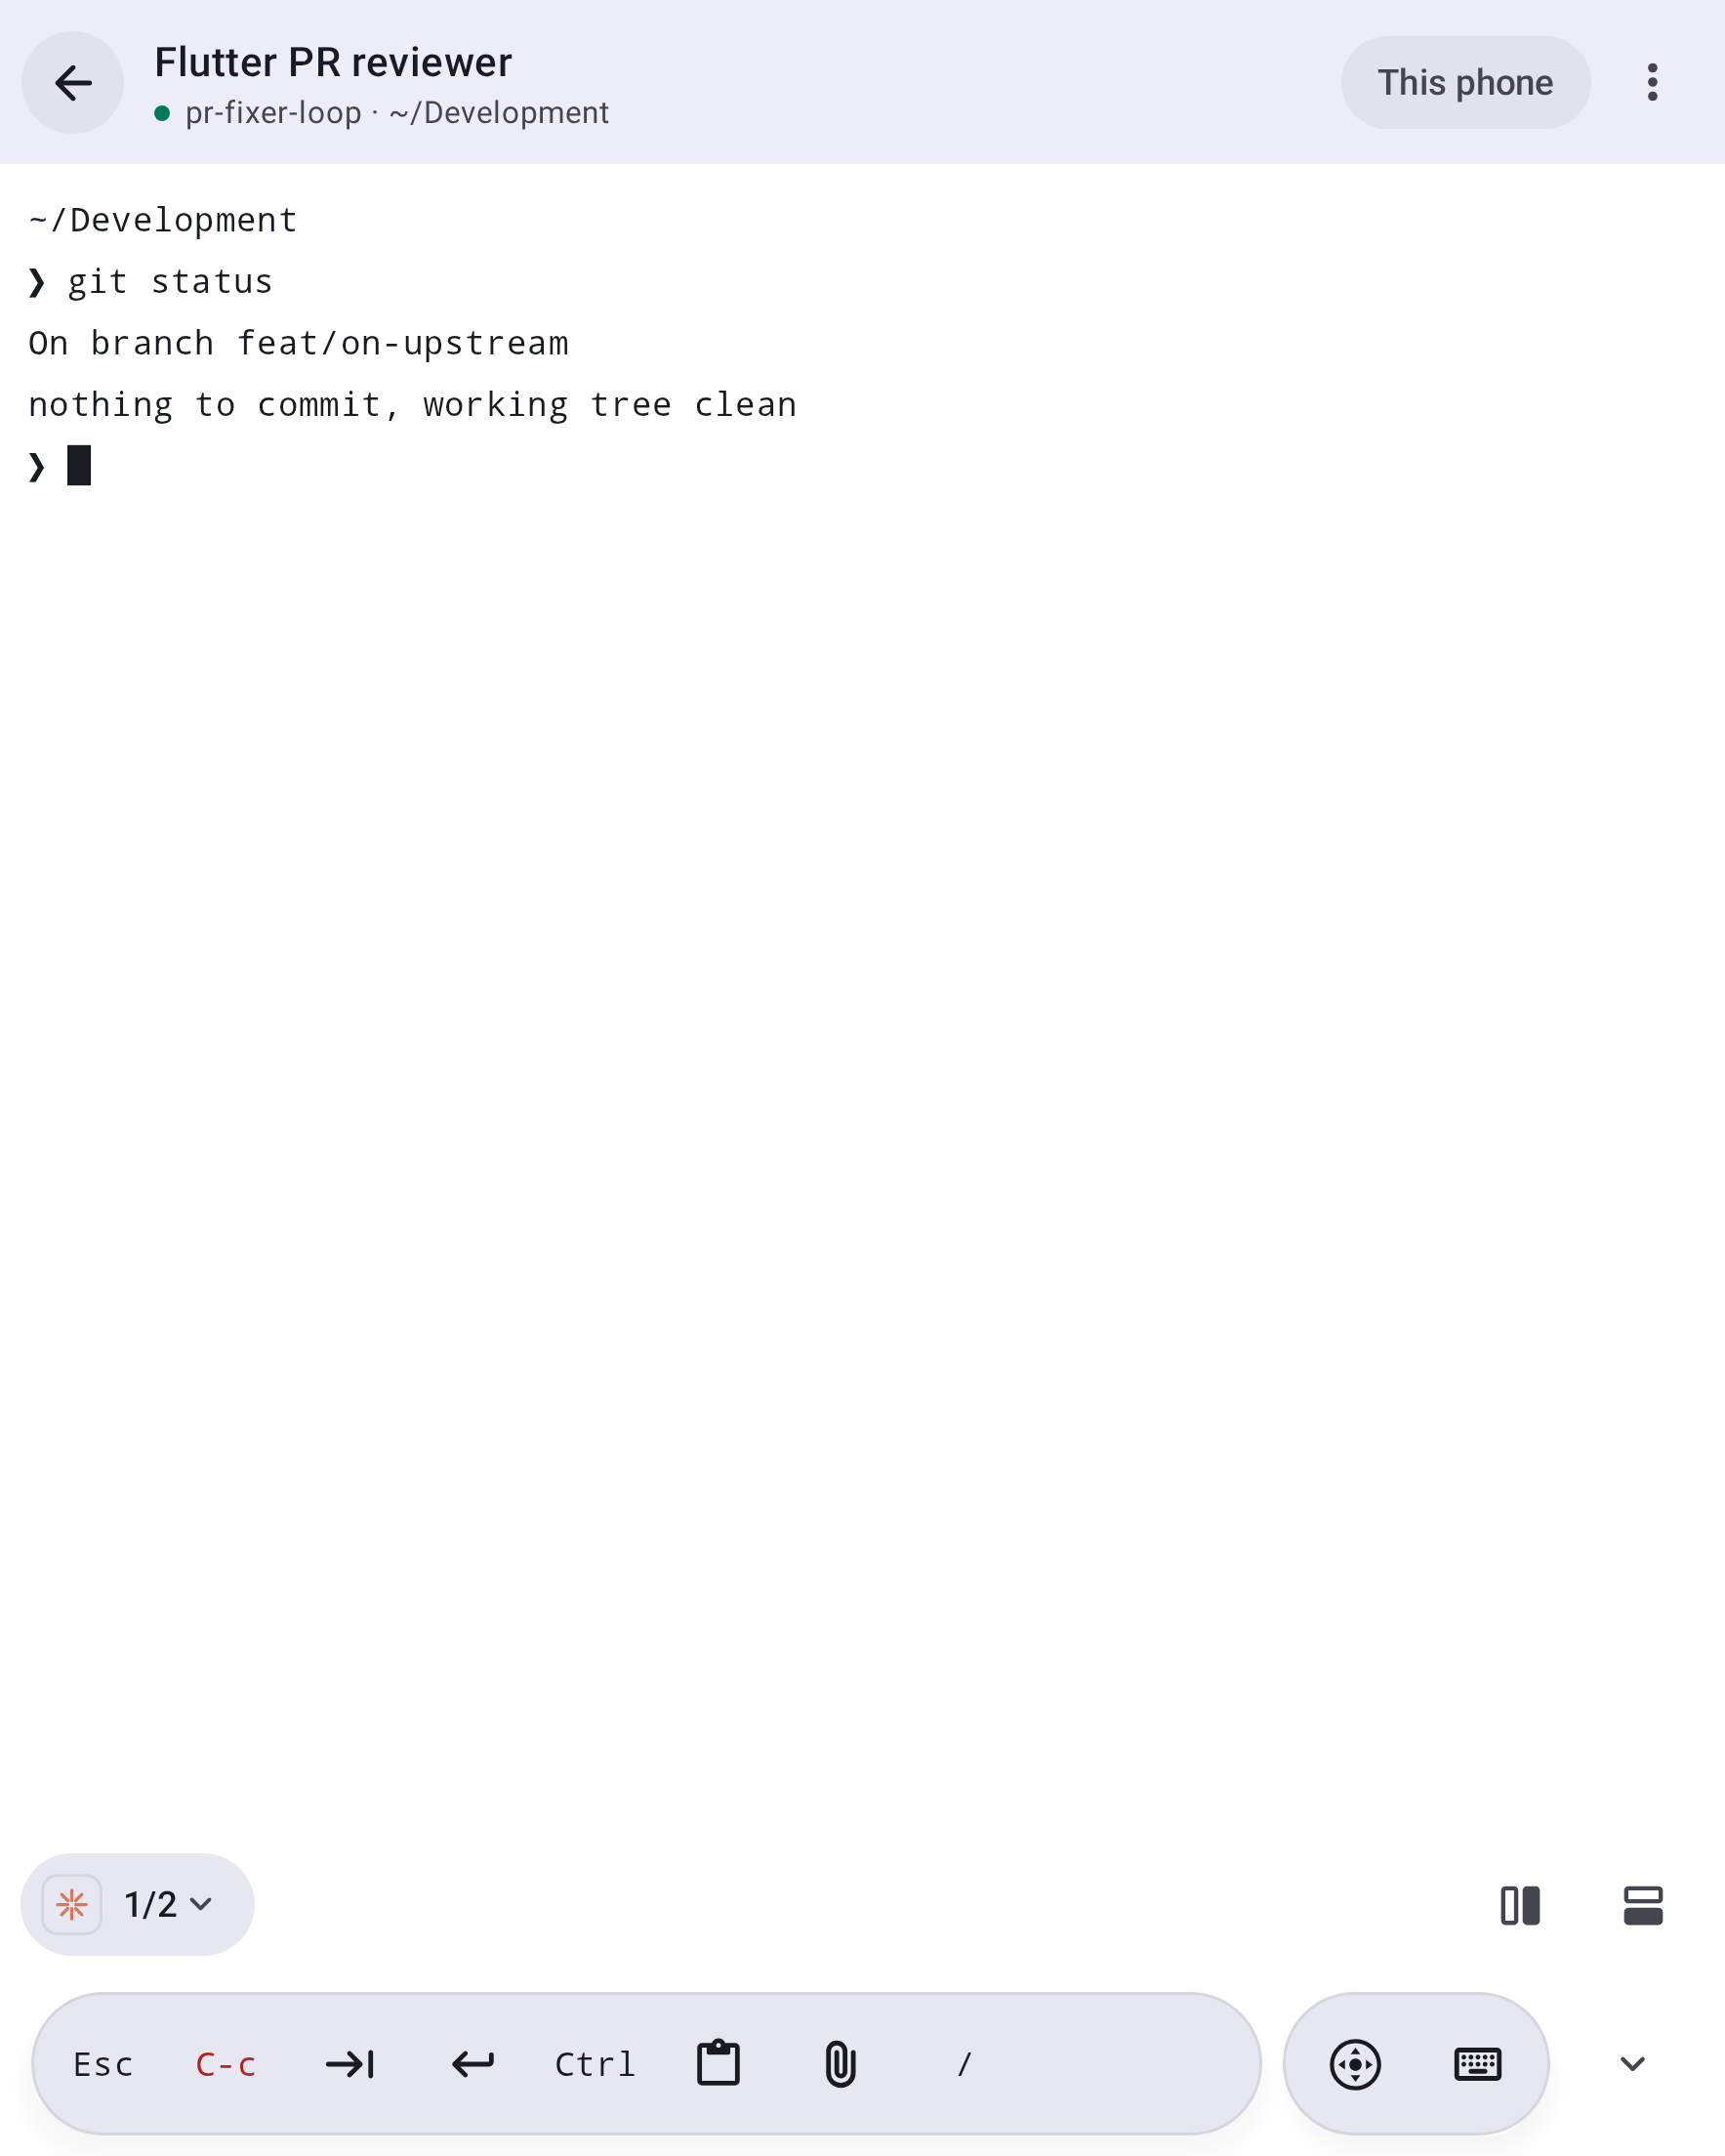 Flutter PR reviewer
pr-fixer-loop · ~/Development
This phone
~/Development
❯ git status
On branch feat/on-upstream
nothing to commit, working tree clean
❯
1/2
Esc C-c Ctrl /